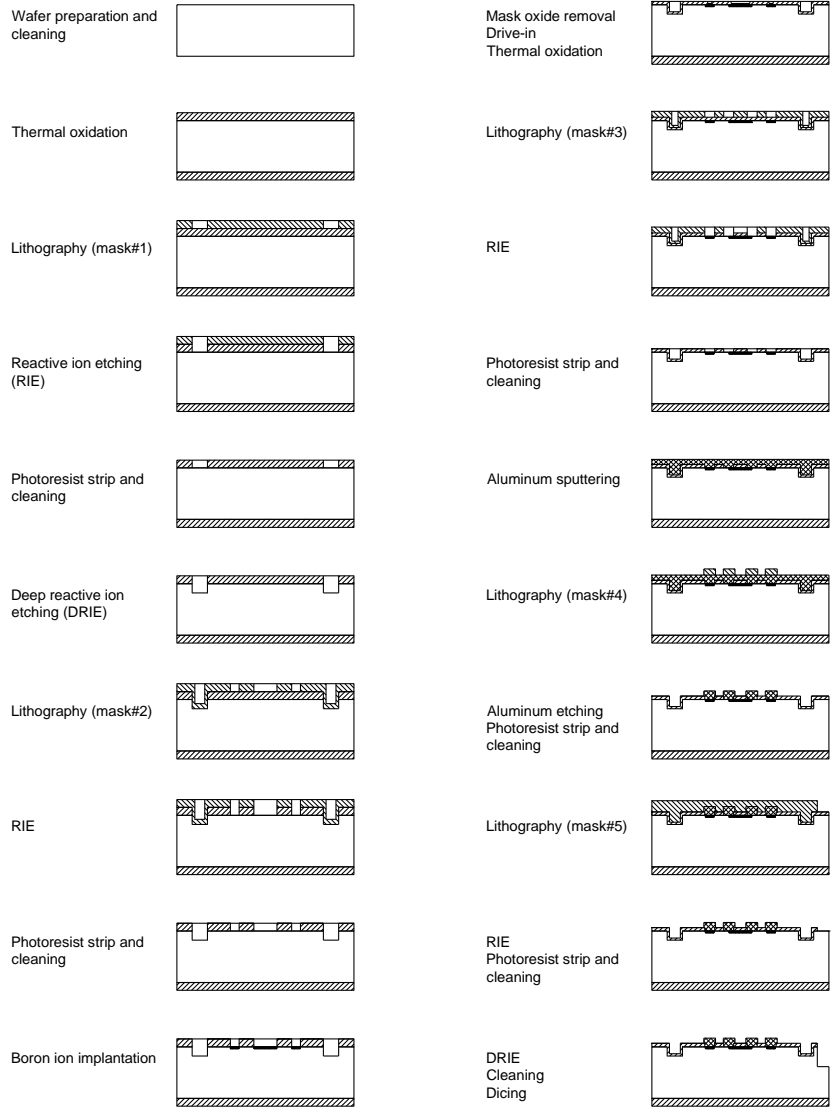 Wafer preparation and
cleaning
Thermal oxidation
Lithography (mask#1)
Reactive ion etching
(RIE)
Photoresist strip and
cleaning
Deep reactive ion
etching (DRIE)
Lithography (mask#2)
RIE
Photoresist strip and
cleaning
Boron ion implantation
Mask oxide removal
Drive-in
Thermal oxidation
Lithography (mask#3)
RIE
Photoresist strip and
cleaning
Aluminum sputtering
Lithography (mask#4)
Aluminum etching
Photoresist strip and
cleaning
Lithography (mask#5)
RIE
Photoresist strip and
cleaning
DRIE
Cleaning
Dicing